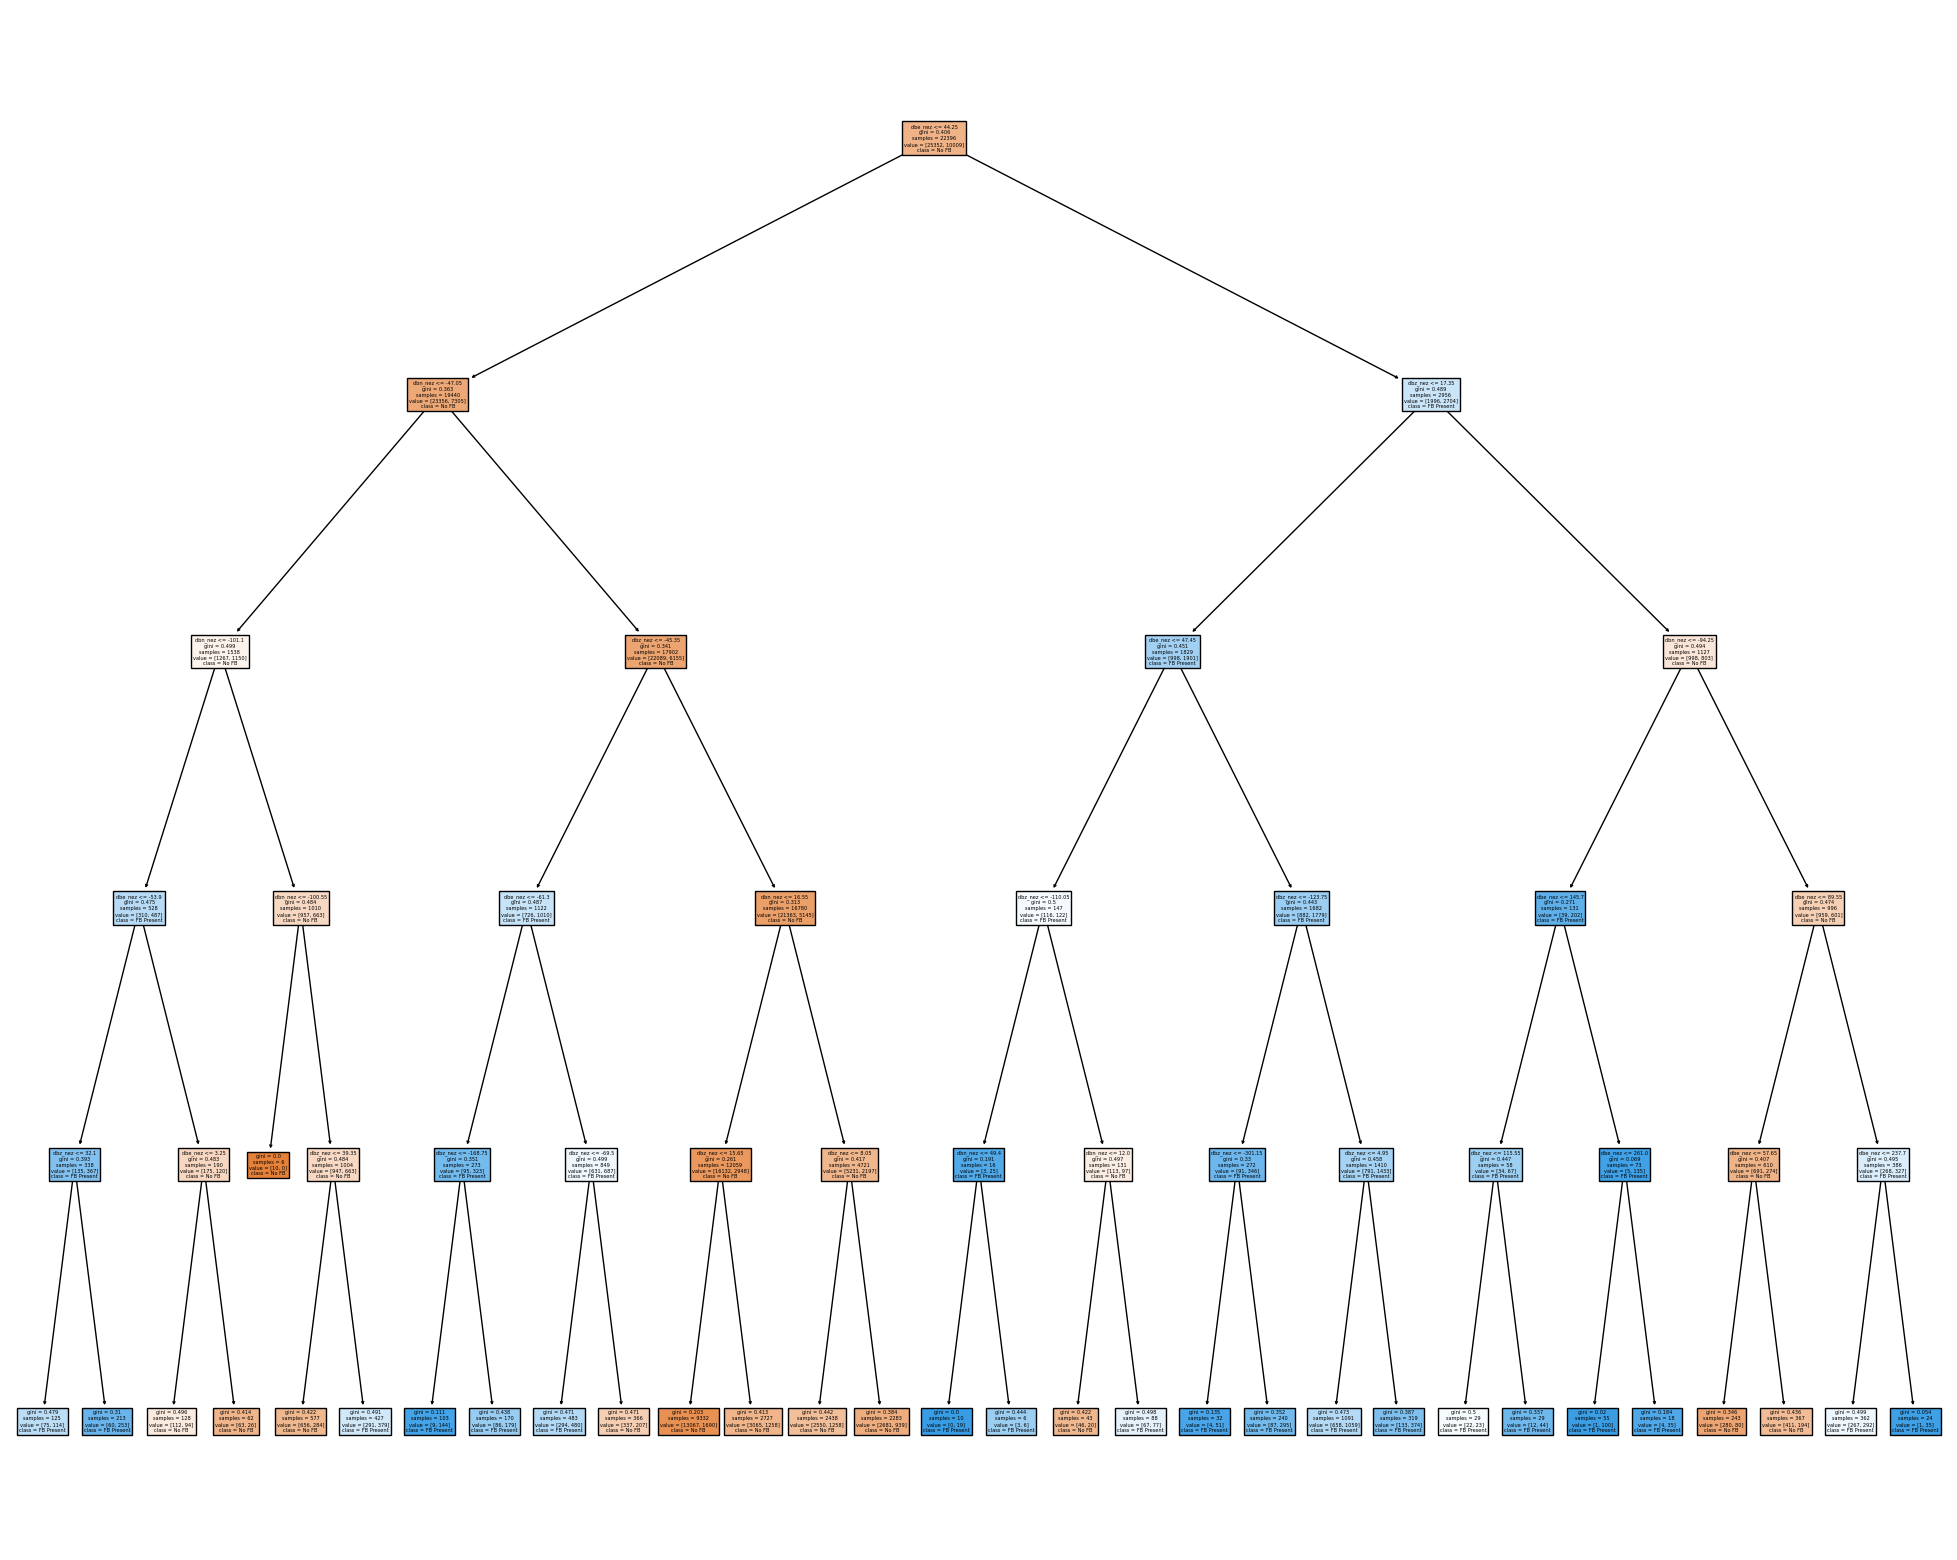 dbe_nez <= 44.25
gini = 0.406
samples = 22396
value = [25352, 10009]
class = No FB
dbn_nez <= -47.05
gini = 0.363
samples = 19440
value = [23356, 7305]
class = No FB
dbz_nez <= 17.35
gini = 0.489
samples = 2956
value = [1996, 2704]
class = FB Present
dbn_nez <= -101.1
gini = 0.499
samples = 1538
value = [1267, 1150]
class = No FB
dbz_nez <= -45.35
gini = 0.341
samples = 17902
value = [22089, 6155]
class = No FB
dbe_nez <= 47.45
gini = 0.451
samples = 1829
value = [998, 1901]
class = FB Present
dbn_nez <= -94.25
gini = 0.494
samples = 1127
value = [998, 803]
class = No FB
dbe_nez <= -53.9
gini = 0.475
samples = 528
value = [310, 487]
class = FB Present
dbn_nez <= -100.55
gini = 0.484
samples = 1010
value = [957, 663]
class = No FB
dbe_nez <= -61.3
gini = 0.487
samples = 1122
value = [726, 1010]
class = FB Present
dbn_nez <= 16.55
gini = 0.313
samples = 16780
value = [21363, 5145]
class = No FB
dbz_nez <= -110.05
gini = 0.5
samples = 147
value = [116, 122]
class = FB Present
dbz_nez <= -123.75
gini = 0.443
samples = 1682
value = [882, 1779]
class = FB Present
dbe_nez <= 145.7
gini = 0.271
samples = 131
value = [39, 202]
class = FB Present
dbe_nez <= 89.55
gini = 0.474
samples = 996
value = [959, 601]
class = No FB
dbz_nez <= 32.1
gini = 0.393
samples = 338
value = [135, 367]
class = FB Present
dbz_nez <= 3.25
gini = 0.483
samples = 190
value = [175, 120]
class = No FB
gini = 0.0
samples = 6
value = [10, 0]
class = No FB
dbz_nez <= 39.35
gini = 0.484
samples = 1004
value = [947, 663]
class = No FB
dbz_nez <= -168.75
gini = 0.351
samples = 273
value = [95, 323]
class = FB Present
dbz_nez <= -69.5
gini = 0.499
samples = 849
value = [631, 687]
class = FB Present
dbz_nez <= 15.65
gini = 0.261
samples = 12059
value = [16132, 2948]
class = No FB
dbz_nez <= 8.05
gini = 0.417
samples = 4721
value = [5231, 2197]
class = No FB
dbz_nez <= 49.4
gini = 0.191
samples = 16
value = [3, 25]
class = FB Present
dbn_nez <= 12.0
gini = 0.497
samples = 131
value = [113, 97]
class = No FB
dbz_nez <= -301.15
gini = 0.33
samples = 272
value = [91, 346]
class = FB Present
dbz_nez <= 4.95
gini = 0.458
samples = 1410
value = [791, 1433]
class = FB Present
dbz_nez <= 115.55
gini = 0.447
samples = 58
value = [34, 67]
class = FB Present
dbe_nez <= 261.0
gini = 0.069
samples = 73
value = [5, 135]
class = FB Present
dbz_nez <= 57.65
gini = 0.407
samples = 610
value = [691, 274]
class = No FB
dbe_nez <= 237.7
gini = 0.495
samples = 386
value = [268, 327]
class = FB Present
gini = 0.479
samples = 125
value = [75, 114]
class = FB Present
gini = 0.31
samples = 213
value = [60, 253]
class = FB Present
gini = 0.496
samples = 128
value = [112, 94]
class = No FB
gini = 0.414
samples = 62
value = [63, 26]
class = No FB
gini = 0.422
samples = 577
value = [656, 284]
class = No FB
gini = 0.491
samples = 427
value = [291, 379]
class = FB Present
gini = 0.111
samples = 103
value = [9, 144]
class = FB Present
gini = 0.438
samples = 170
value = [86, 179]
class = FB Present
gini = 0.471
samples = 483
value = [294, 480]
class = FB Present
gini = 0.471
samples = 366
value = [337, 207]
class = No FB
gini = 0.203
samples = 9332
value = [13067, 1690]
class = No FB
gini = 0.413
samples = 2727
value = [3065, 1258]
class = No FB
gini = 0.442
samples = 2438
value = [2550, 1258]
class = No FB
gini = 0.384
samples = 2283
value = [2681, 939]
class = No FB
gini = 0.0
samples = 10
value = [0, 19]
class = FB Present
gini = 0.444
samples = 6
value = [3, 6]
class = FB Present
gini = 0.422
samples = 43
value = [46, 20]
class = No FB
gini = 0.498
samples = 88
value = [67, 77]
class = FB Present
gini = 0.135
samples = 32
value = [4, 51]
class = FB Present
gini = 0.352
samples = 240
value = [87, 295]
class = FB Present
gini = 0.473
samples = 1091
value = [658, 1059]
class = FB Present
gini = 0.387
samples = 319
value = [133, 374]
class = FB Present
gini = 0.5
samples = 29
value = [22, 23]
class = FB Present
gini = 0.337
samples = 29
value = [12, 44]
class = FB Present
gini = 0.02
samples = 55
value = [1, 100]
class = FB Present
gini = 0.184
samples = 18
value = [4, 35]
class = FB Present
gini = 0.346
samples = 243
value = [280, 80]
class = No FB
gini = 0.436
samples = 367
value = [411, 194]
class = No FB
gini = 0.499
samples = 362
value = [267, 292]
class = FB Present
gini = 0.054
samples = 24
value = [1, 35]
class = FB Present